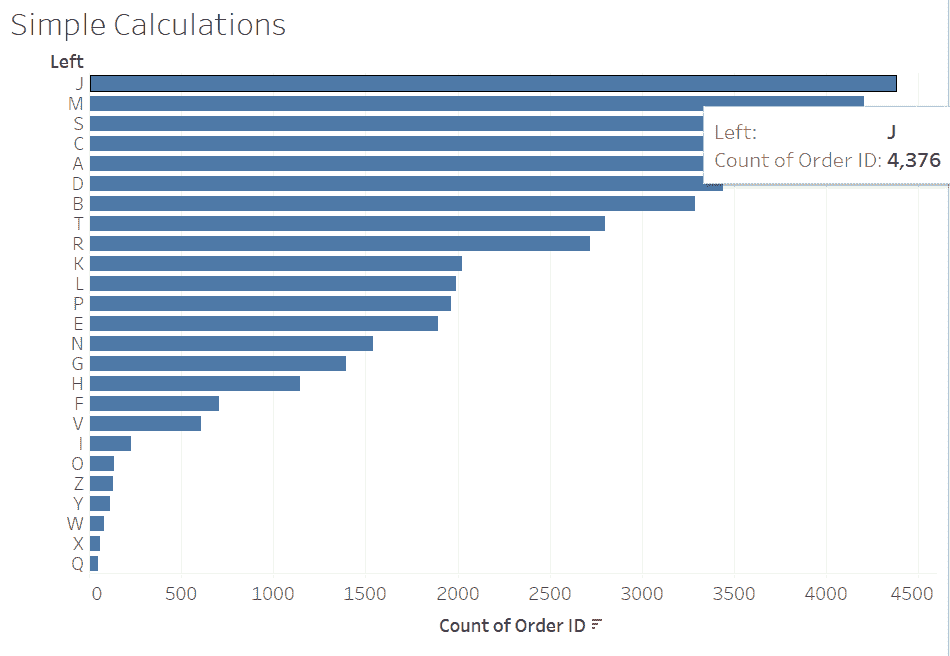 Simple Calculations
Left
J
M
S
C
A
D
B
T
R
K
L
P
E
N
G
H
F
V
I
O
Z
Y
W
X
Q
Left: J
Count of Order ID: 4,376
0 500 1000 1500 2000 2500 3000 3500 4000 4500
Count of Order ID